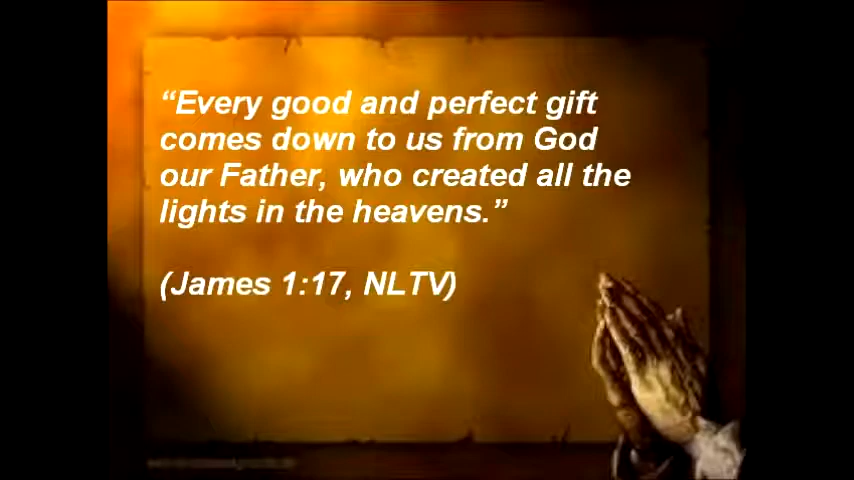 “Every good and perfect gift
comes down to us from God
our Father, who created all the
lights in the heavens.”
(James 1:17, NLTV)